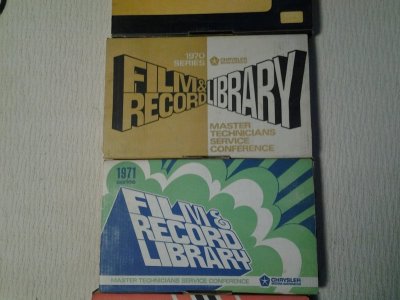 1970
SERIES
CHRYSLER
FILM & LIBRARY
RECORD
MASTER
TECHNICIANS
SERVICE
CONFERENCE
1971
series
FILM &
RECORD
LIBRARY
MASTER TECHNICIANS SERVICE CONFERENCE
CHRYSLER